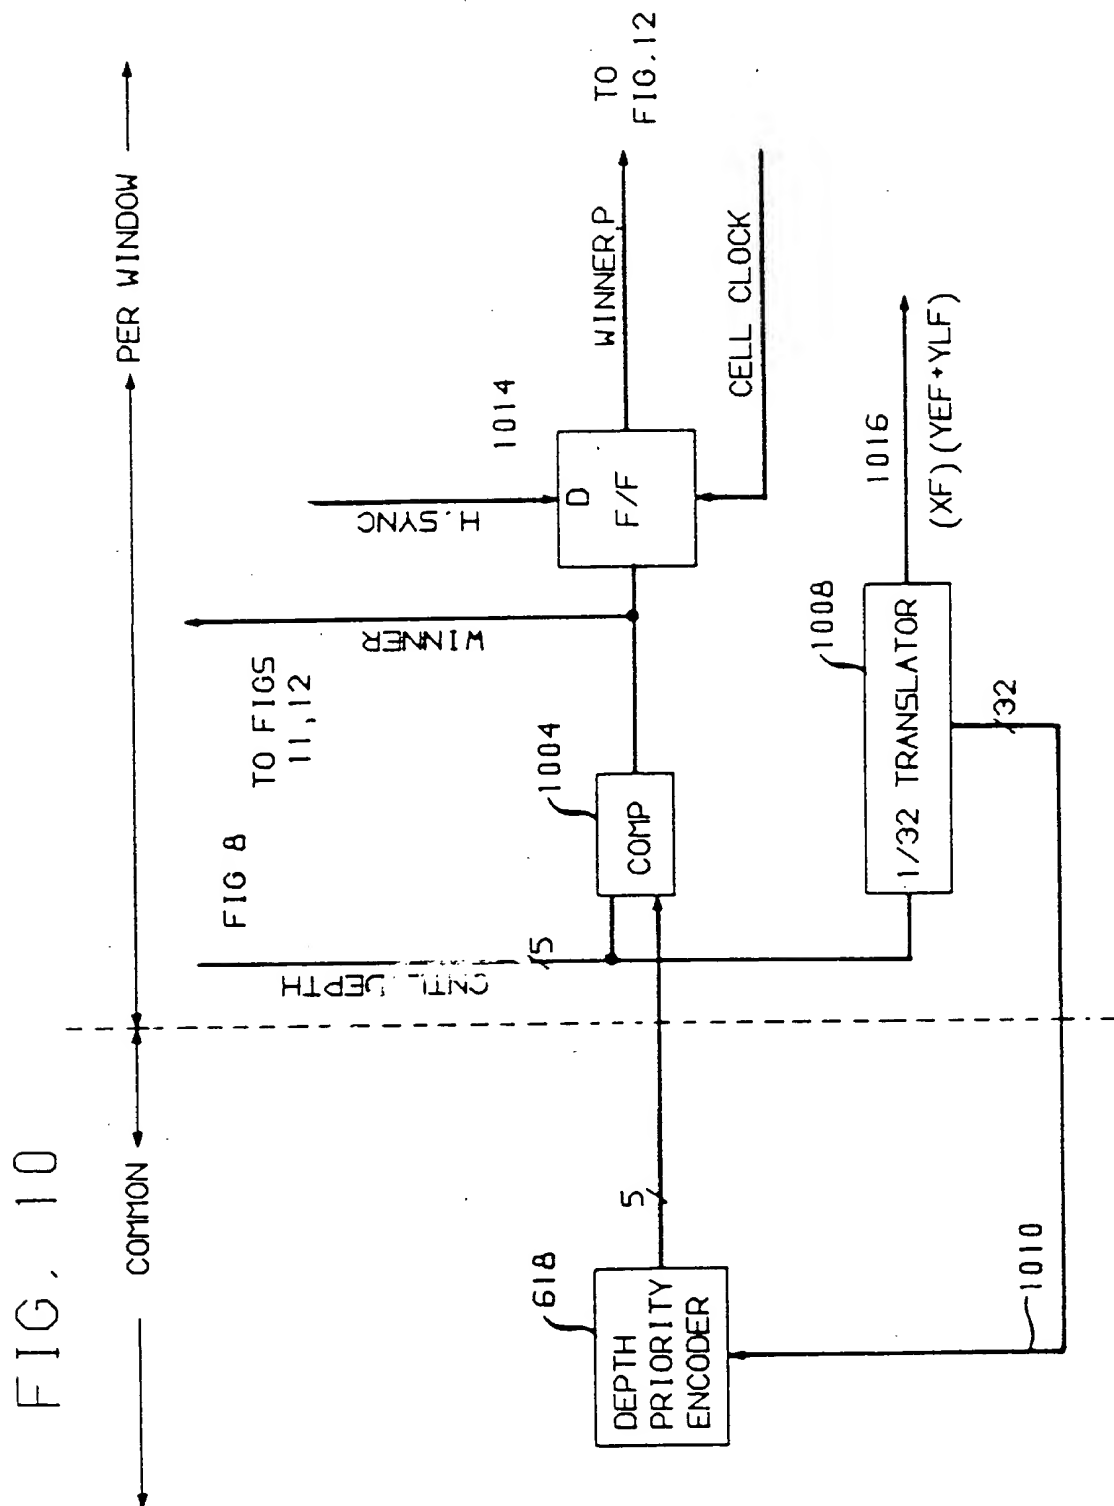 FIG. 10
COMMON
PER WINDOW
FIG 8
TO FIGS
11,12
CNTL DEPTH
WINNER
H.SYNC
5
5
618
DEPTH
PRIORITY
ENCODER
1004
COMP
1014
D
F/F
WINNER,P
TO
FIG.12
CELL CLOCK
1008
1/32 TRANSLATOR
1016
(XF)(YEF+YLF)
32
1010